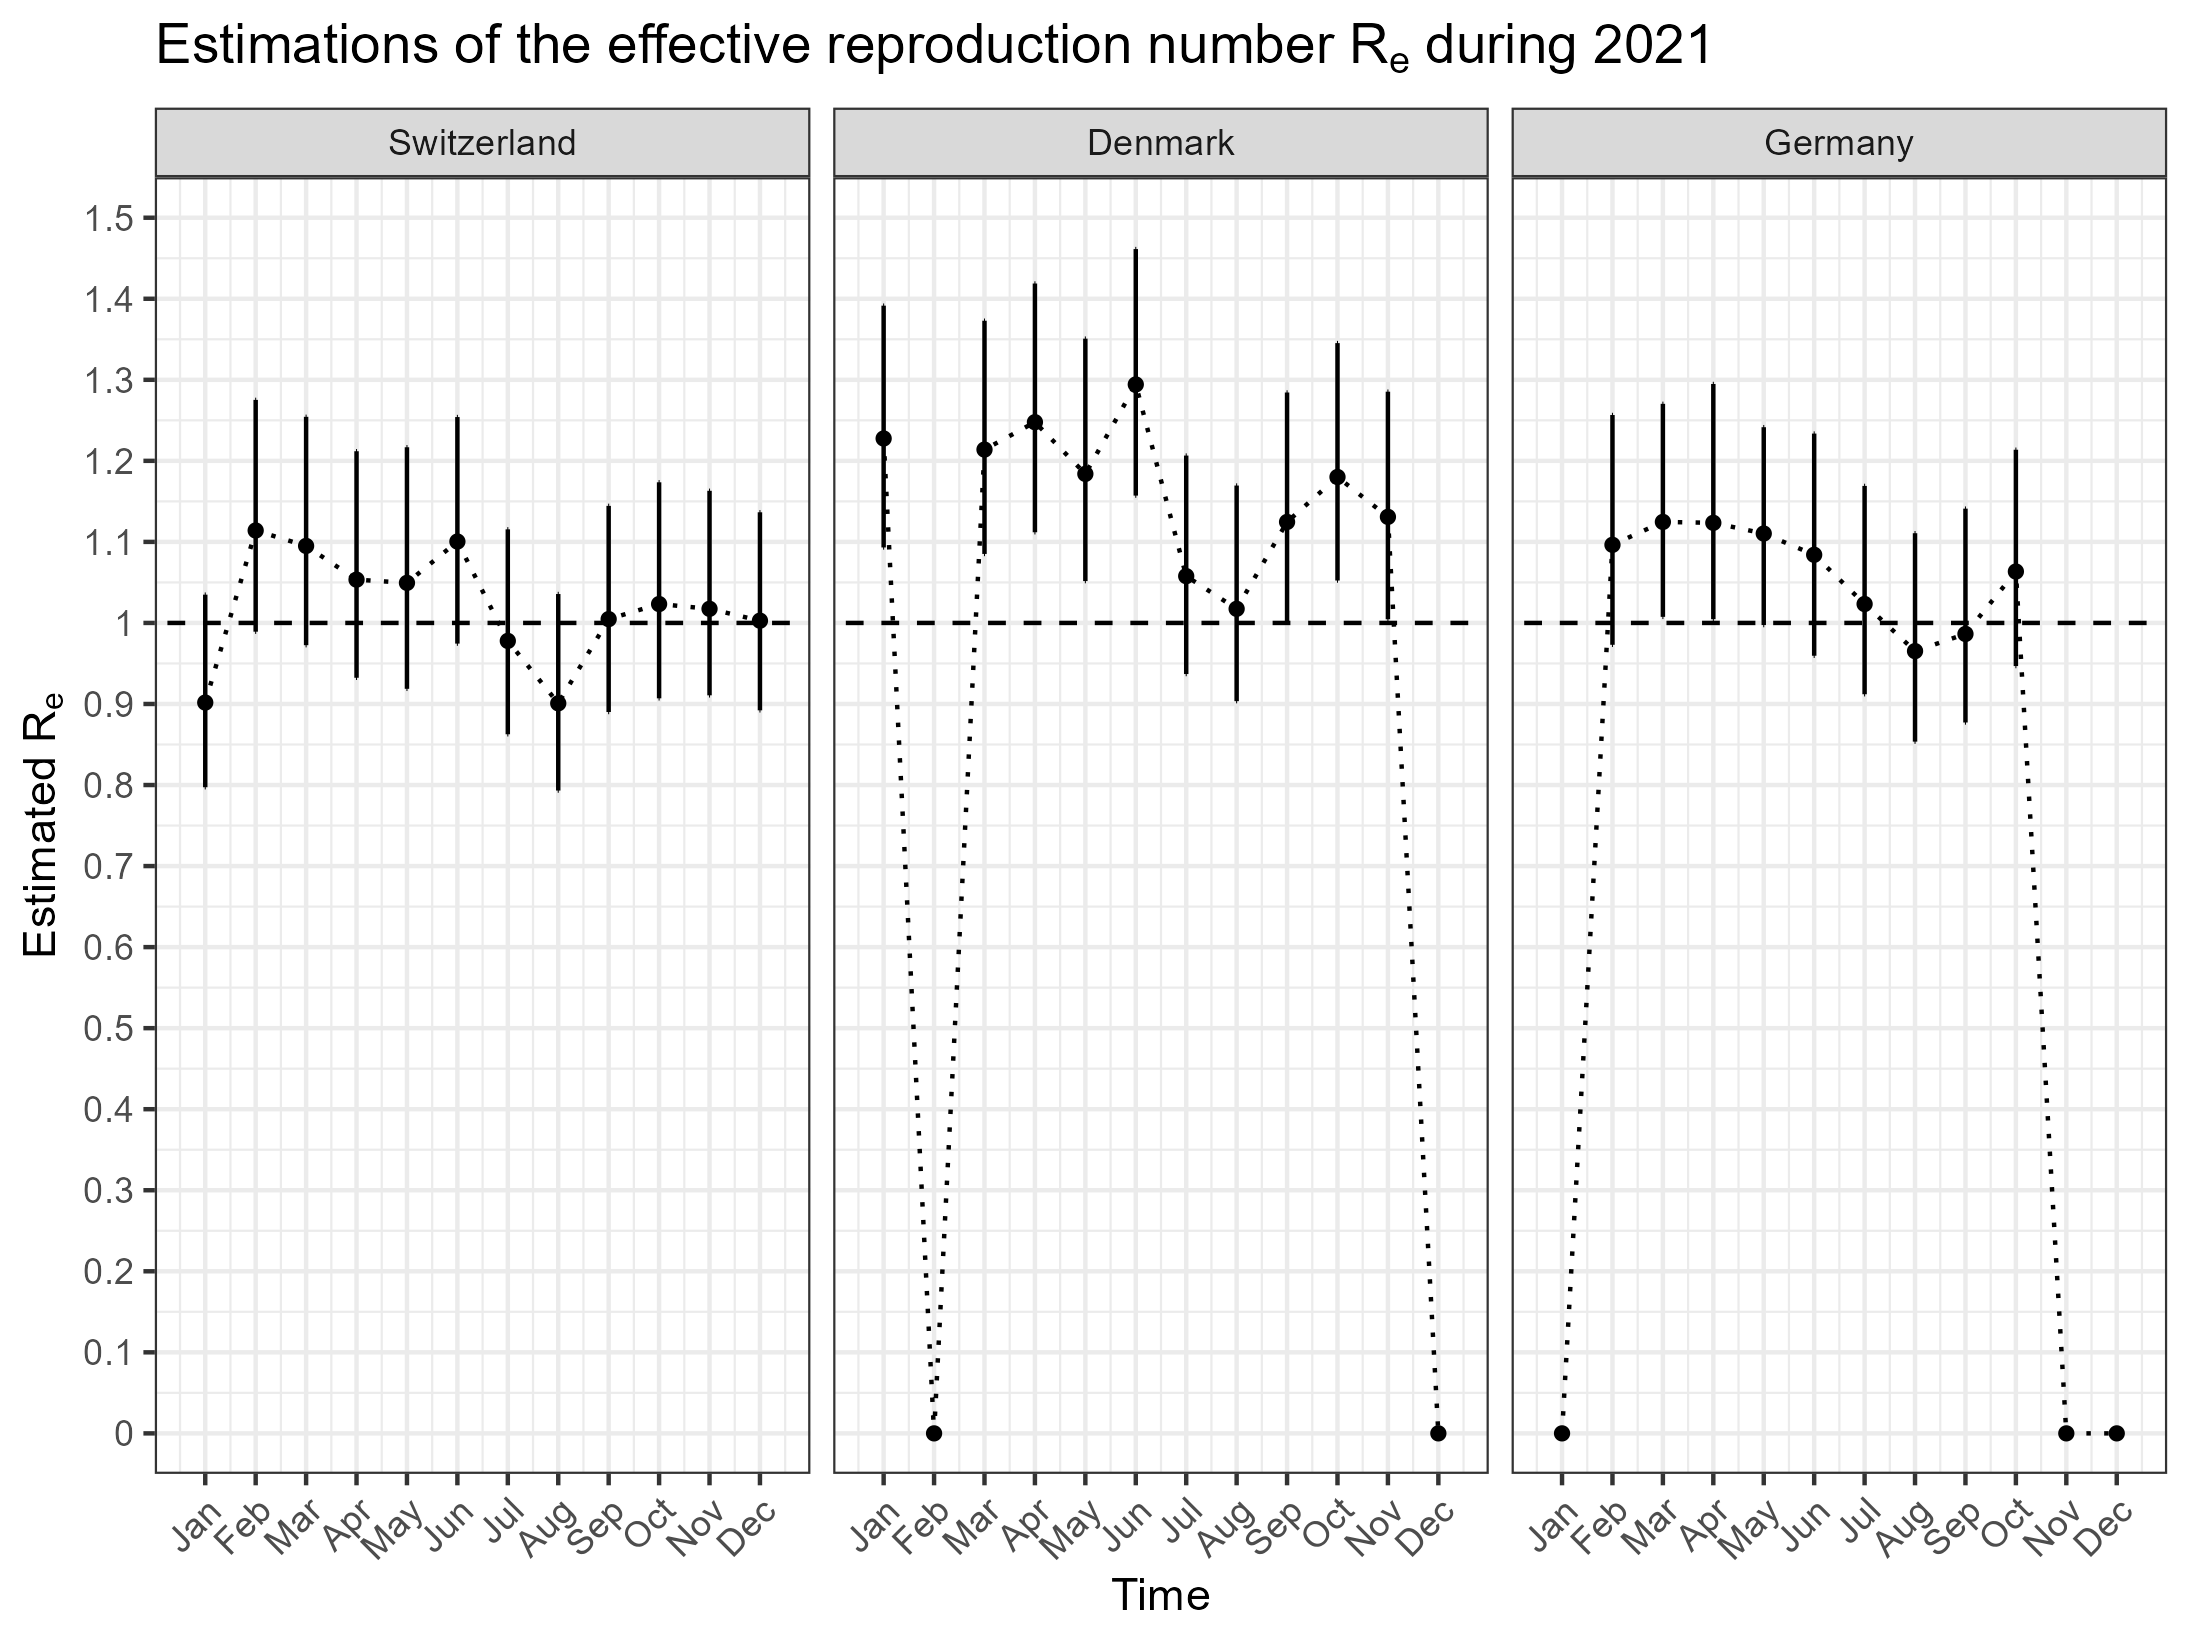 Estimations of the effective reproduction number Re during 2021
Switzerland
Denmark
Germany
1.5
1.4
1.3
1.2
1.1
1
0.9
0.8
0.7
0.6
0.5
0.4
0.3
0.2
0.1
0
Estimated Re
Jan Feb Mar Apr May Jun Jul Aug Sep Oct Nov Dec
Jan Feb Mar Apr May Jun Jul Aug Sep Oct Nov Dec
Jan Feb Mar Apr May Jun Jul Aug Sep Oct Nov Dec
Time